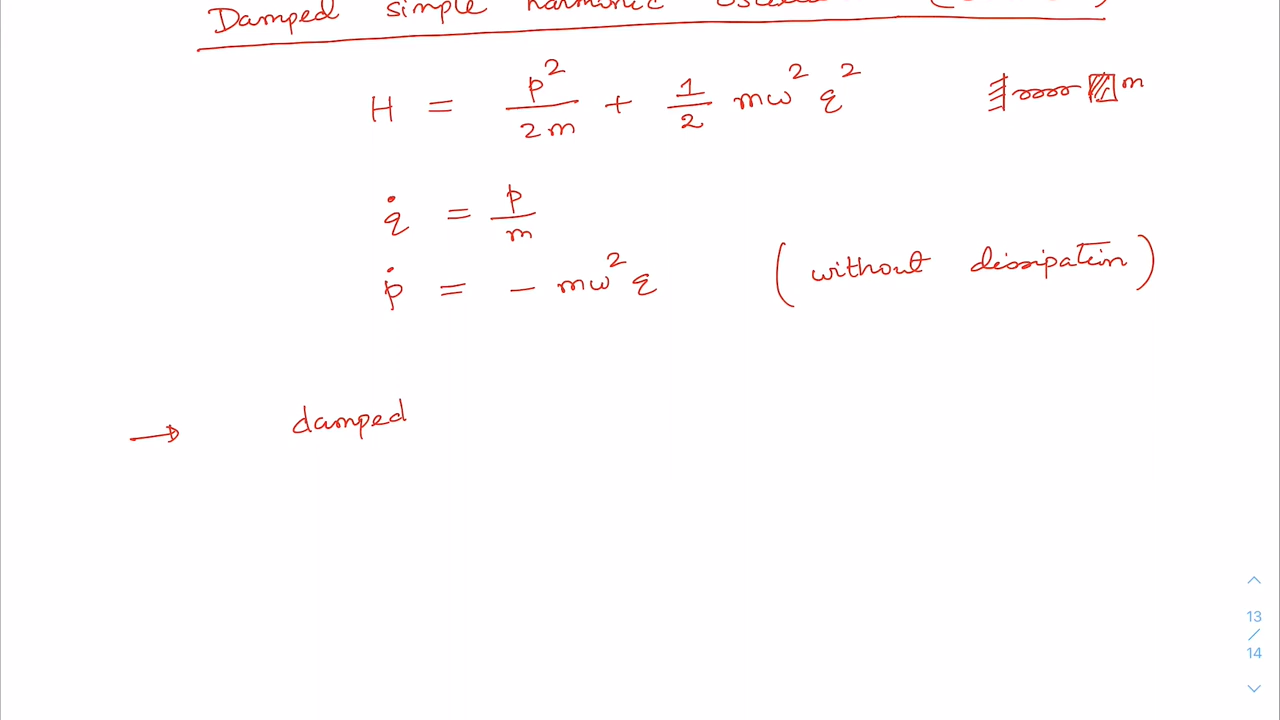 Damped simple harmonic
H = p²/2m + 1/2 mω² q² m
q̇ = p/m
ṗ = - mω² q (without dissipation)
→ damped
13
/
14